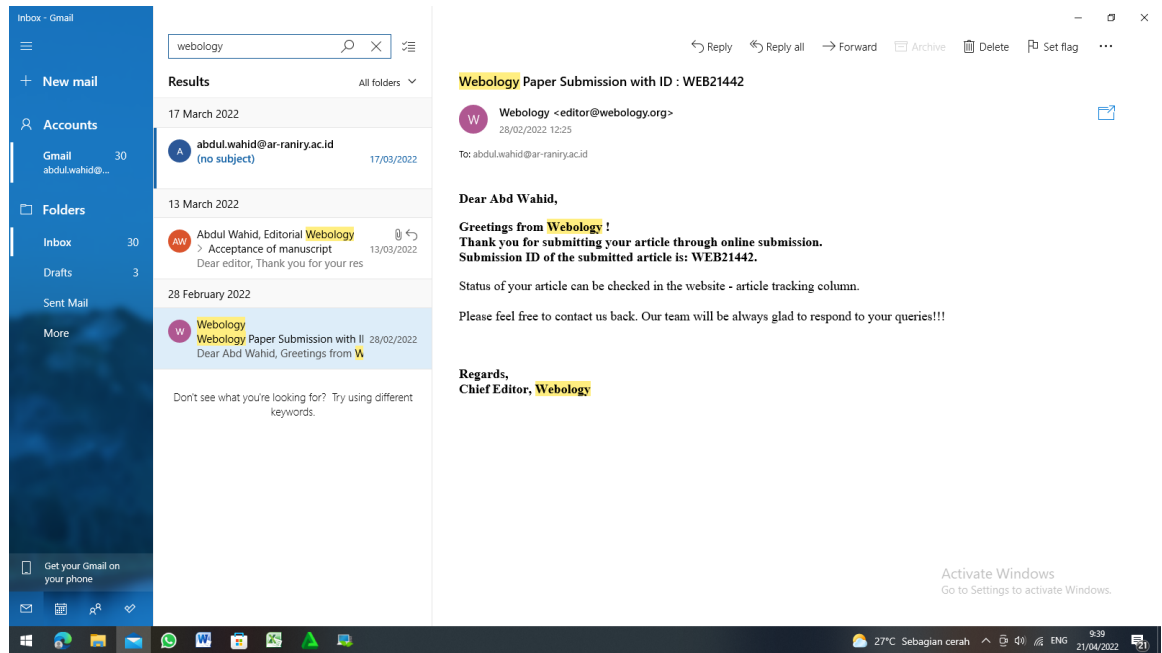 Inbox - Gmail
webology
Reply Reply all Forward Archive Delete Set flag
New mail
Accounts
Gmail 30
abdul.wahid@...
Folders
Inbox 30
Drafts 3
Sent Mail
More
Get your Gmail on
your phone
Results All folders
17 March 2022
A abdul.wahid@ar-raniry.ac.id
(no subject) 17/03/2022
13 March 2022
AW Abdul Wahid, Editorial Webology
> Acceptance of manuscript 13/03/2022
Dear editor, Thank you for your res
28 February 2022
W Webology
Webology Paper Submission with II 28/02/2022
Dear Abd Wahid, Greetings from W
Don't see what you're looking for? Try using different
keywords.
Webology Paper Submission with ID : WEB21442
W Webology <editor@webology.org>
28/02/2022 12:25
To: abdul.wahid@ar-raniry.ac.id
Dear Abd Wahid,
Greetings from Webology !
Thank you for submitting your article through online submission.
Submission ID of the submitted article is: WEB21442.
Status of your article can be checked in the website - article tracking column.
Please feel free to contact us back. Our team will be always glad to respond to your queries!!!
Regards,
Chief Editor, Webology
Activate Windows
Go to Settings to activate Windows.
27°C Sebagian cerah ENG 9:39
21/04/2022 21